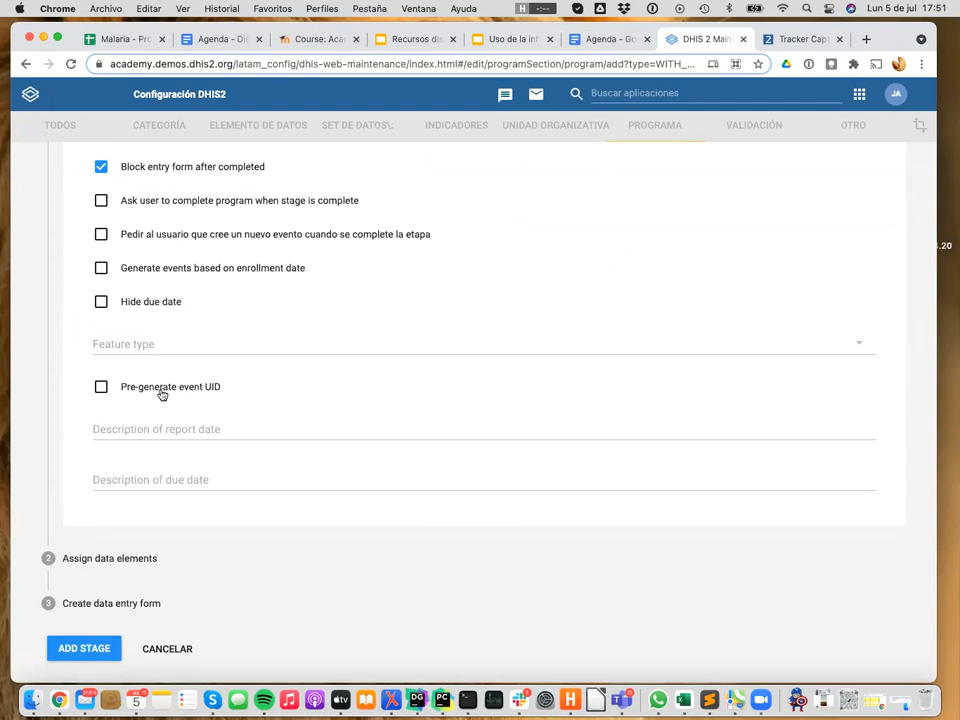 Chrome Archivo Editar Ver Historial Favoritos Perfiles Pestaña Ventana Ayuda H Lun 5 de jul 17:51
Malaria - Pro Agenda - Di Course: Aca Recursos di Uso de la inf Agenda - Go DHIS 2 Main Tracker Capt
academy.demos.dhis2.org/latam_config/dhis-web-maintenance/index.html#/edit/programSection/program/add?type=WITH_...
Configuración DHIS2 Buscar aplicaciones JA
TODOS CATEGORÍA ELEMENTO DE DATOS SET DE DATOS\; INDICADORES UNIDAD ORGANIZATIVA PROGRAMA VALIDACIÓN OTRO
Block entry form after completed
Ask user to complete program when stage is complete
Pedir al usuario que cree un nuevo evento cuando se complete la etapa
Generate events based on enrollment date
Hide due date
.20
Feature type
Pre-generate event UID
Description of report date
Description of due date
2 Assign data elements
3 Create data entry form
ADD STAGE CANCELAR